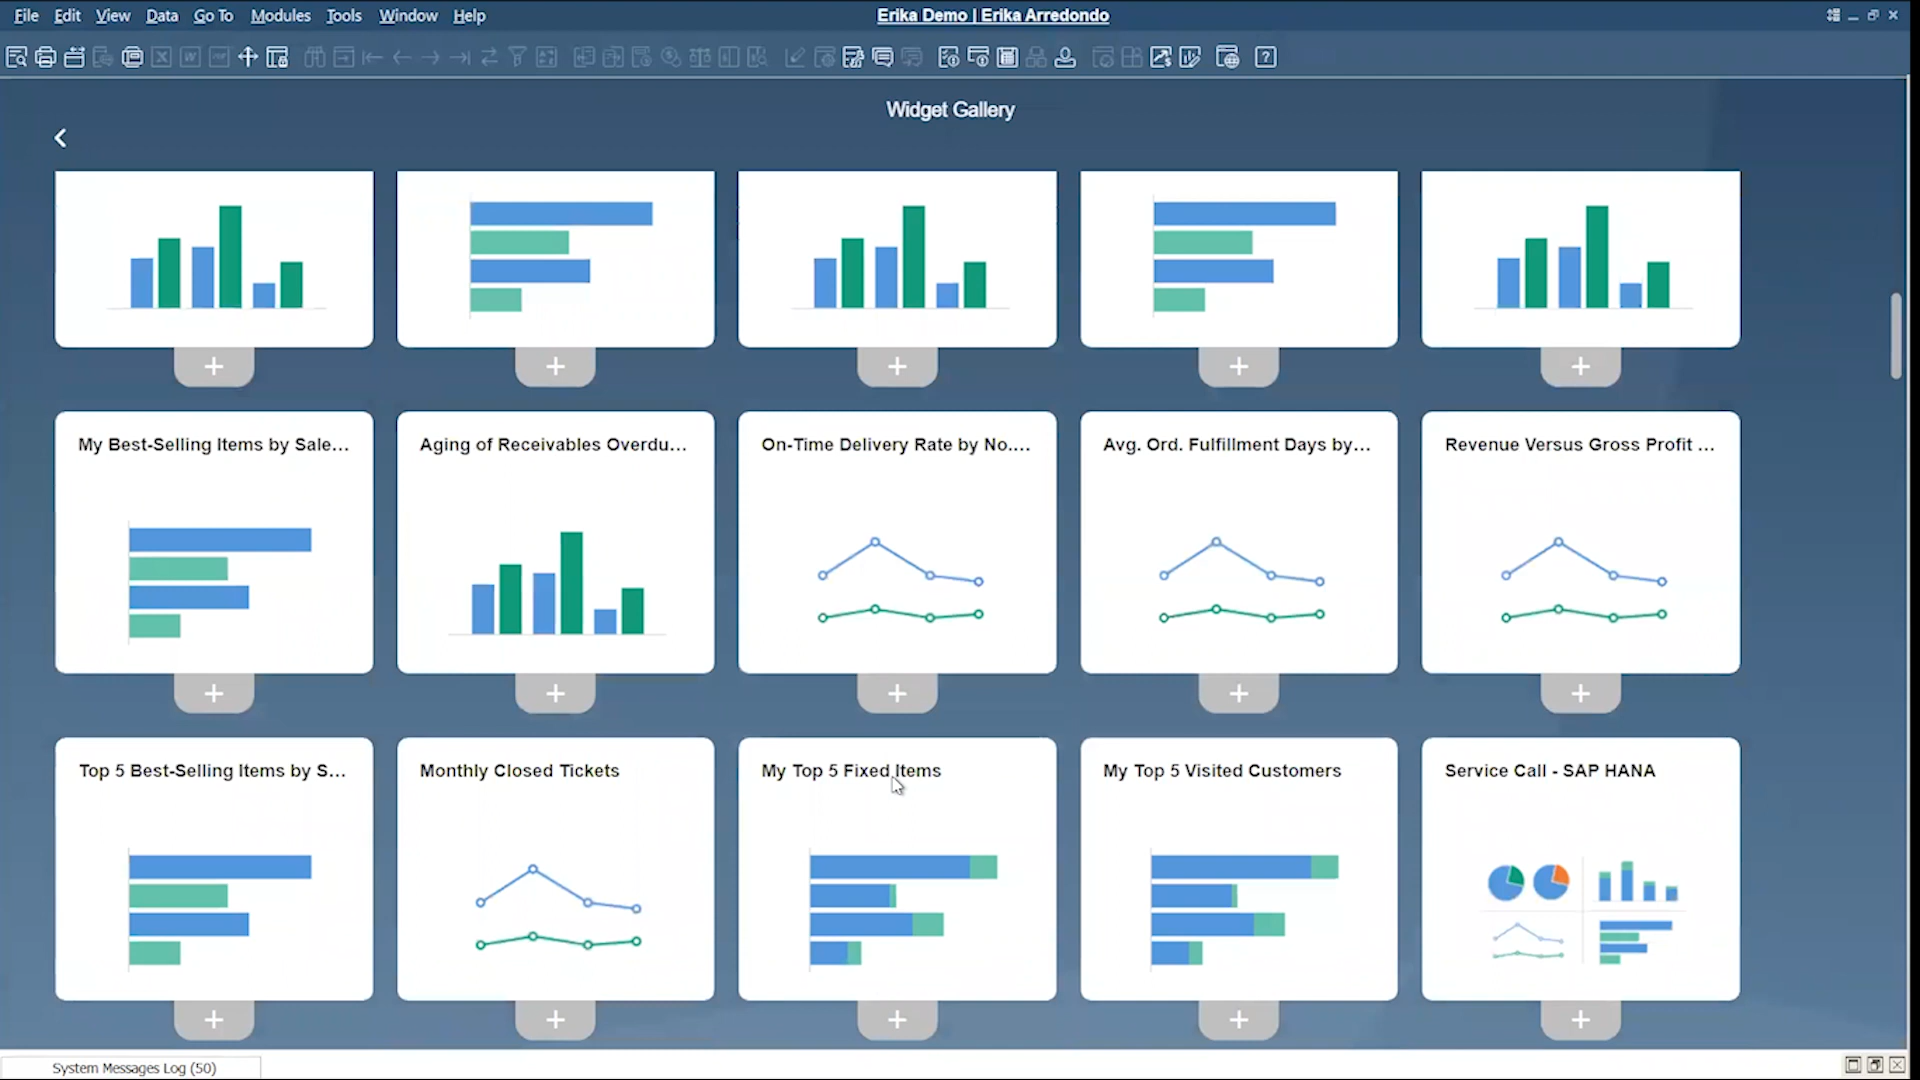 File Edit View Data Go To Modules Tools Window Help
Erika Demo | Erika Arredondo
Widget Gallery
My Best-Selling Items by Sale...
Aging of Receivables Overdu...
On-Time Delivery Rate by No....
Avg. Ord. Fulfillment Days by...
Revenue Versus Gross Profit ...
Top 5 Best-Selling Items by S...
Monthly Closed Tickets
My Top 5 Fixed Items
My Top 5 Visited Customers
Service Call - SAP HANA
System Messages Log (50)